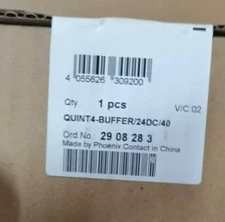 4 055626 309200
Qty.: 1 pcs
V/C.02
QUINT4-BUFFER/24DC/40
Ord.No.: 29 08 28 3
Made by Phoenix Contact in China